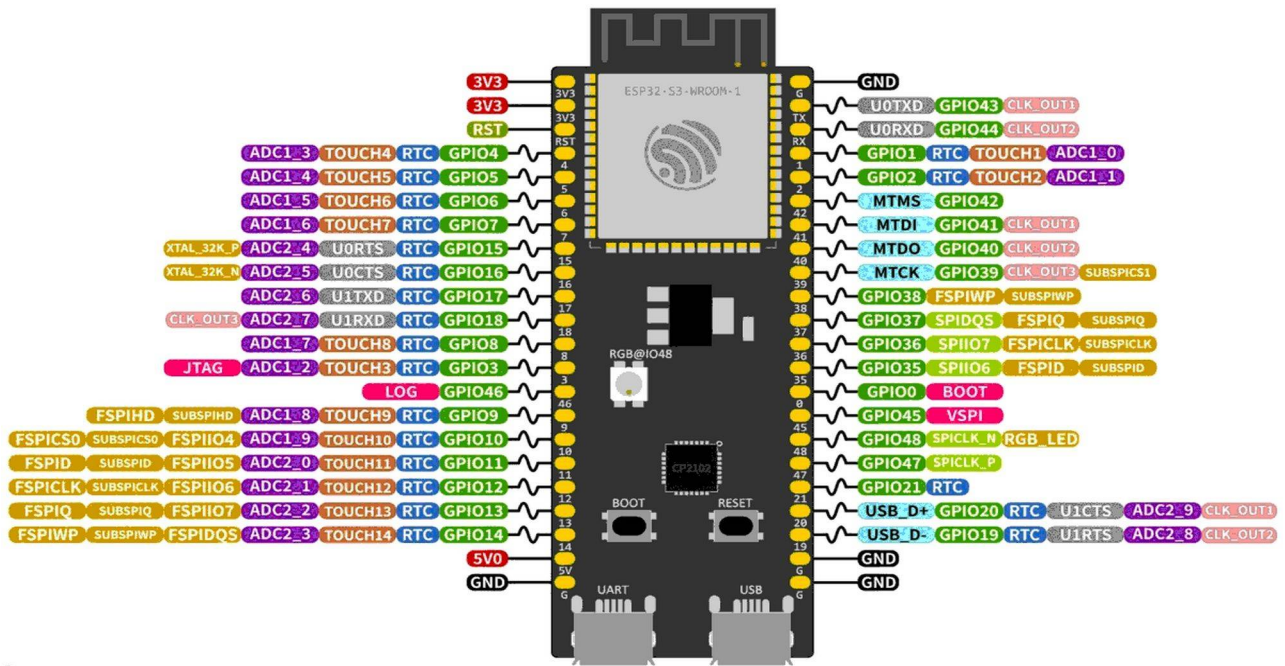 ESP32-S3-WROOM-1
3V3 3V3 G GND
3V3 3V3 TX U0TXD GPIO43 CLK_OUT1
RST RST RX U0RXD GPIO44 CLK_OUT2
ADC1_3 TOUCH4 RTC GPIO4 4 1 GPIO1 RTC TOUCH1 ADC1_0
ADC1_4 TOUCH5 RTC GPIO5 5 2 GPIO2 RTC TOUCH2 ADC1_1
ADC1_5 TOUCH6 RTC GPIO6 6 42 MTMS GPIO42
ADC1_6 TOUCH7 RTC GPIO7 7 41 MTDI GPIO41 CLK_OUT1
XTAL_32K_P ADC2_4 U0RTS RTC GPIO15 15 40 MTDO GPIO40 CLK_OUT2
XTAL_32K_N ADC2_5 U0CTS RTC GPIO16 16 39 MTCK GPIO39 CLK_OUT3 SUBSPICS1
ADC2_6 U1TXD RTC GPIO17 17 38 GPIO38 FSPIWP SUBSPIWP
CLK_OUT3 ADC2_7 U1RXD RTC GPIO18 18 37 GPIO37 SPIDQS FSPIQ SUBSPIQ
ADC1_7 TOUCH8 RTC GPIO8 8 36 GPIO36 SPIIO7 FSPICLK SUBSPICLK
RGB@IO48
JTAG ADC1_2 TOUCH3 RTC GPIO3 3 35 GPIO35 SPIIO6 FSPID SUBSPID
LOG GPIO46 46 0 GPIO0 BOOT
FSPIHD SUBSPIHD ADC1_8 TOUCH9 RTC GPIO9 9 45 GPIO45 VSPI
FSPICS0 SUBSPICS0 FSPIIO4 ADC1_9 TOUCH10 RTC GPIO10 10 48 GPIO48 SPICLK_N RGB_LED
FSPID SUBSPID FSPIIO5 ADC2_0 TOUCH11 RTC GPIO11 11 47 GPIO47 SPICLK_P
CP2102
FSPICLK SUBSPICLK FSPIIO6 ADC2_1 TOUCH12 RTC GPIO12 12 21 GPIO21 RTC
BOOT RESET
FSPIQ SUBSPIQ FSPIIO7 ADC2_2 TOUCH13 RTC GPIO13 13 20 USB_D+ GPIO20 RTC U1CTS ADC2_9 CLK_OUT1
FSPIWP SUBSPIWP FSPIDQS ADC2_3 TOUCH14 RTC GPIO14 14 19 USB_D- GPIO19 RTC U1RTS ADC2_8 CLK_OUT2
5V0 5V G GND
GND G G GND
UART USB